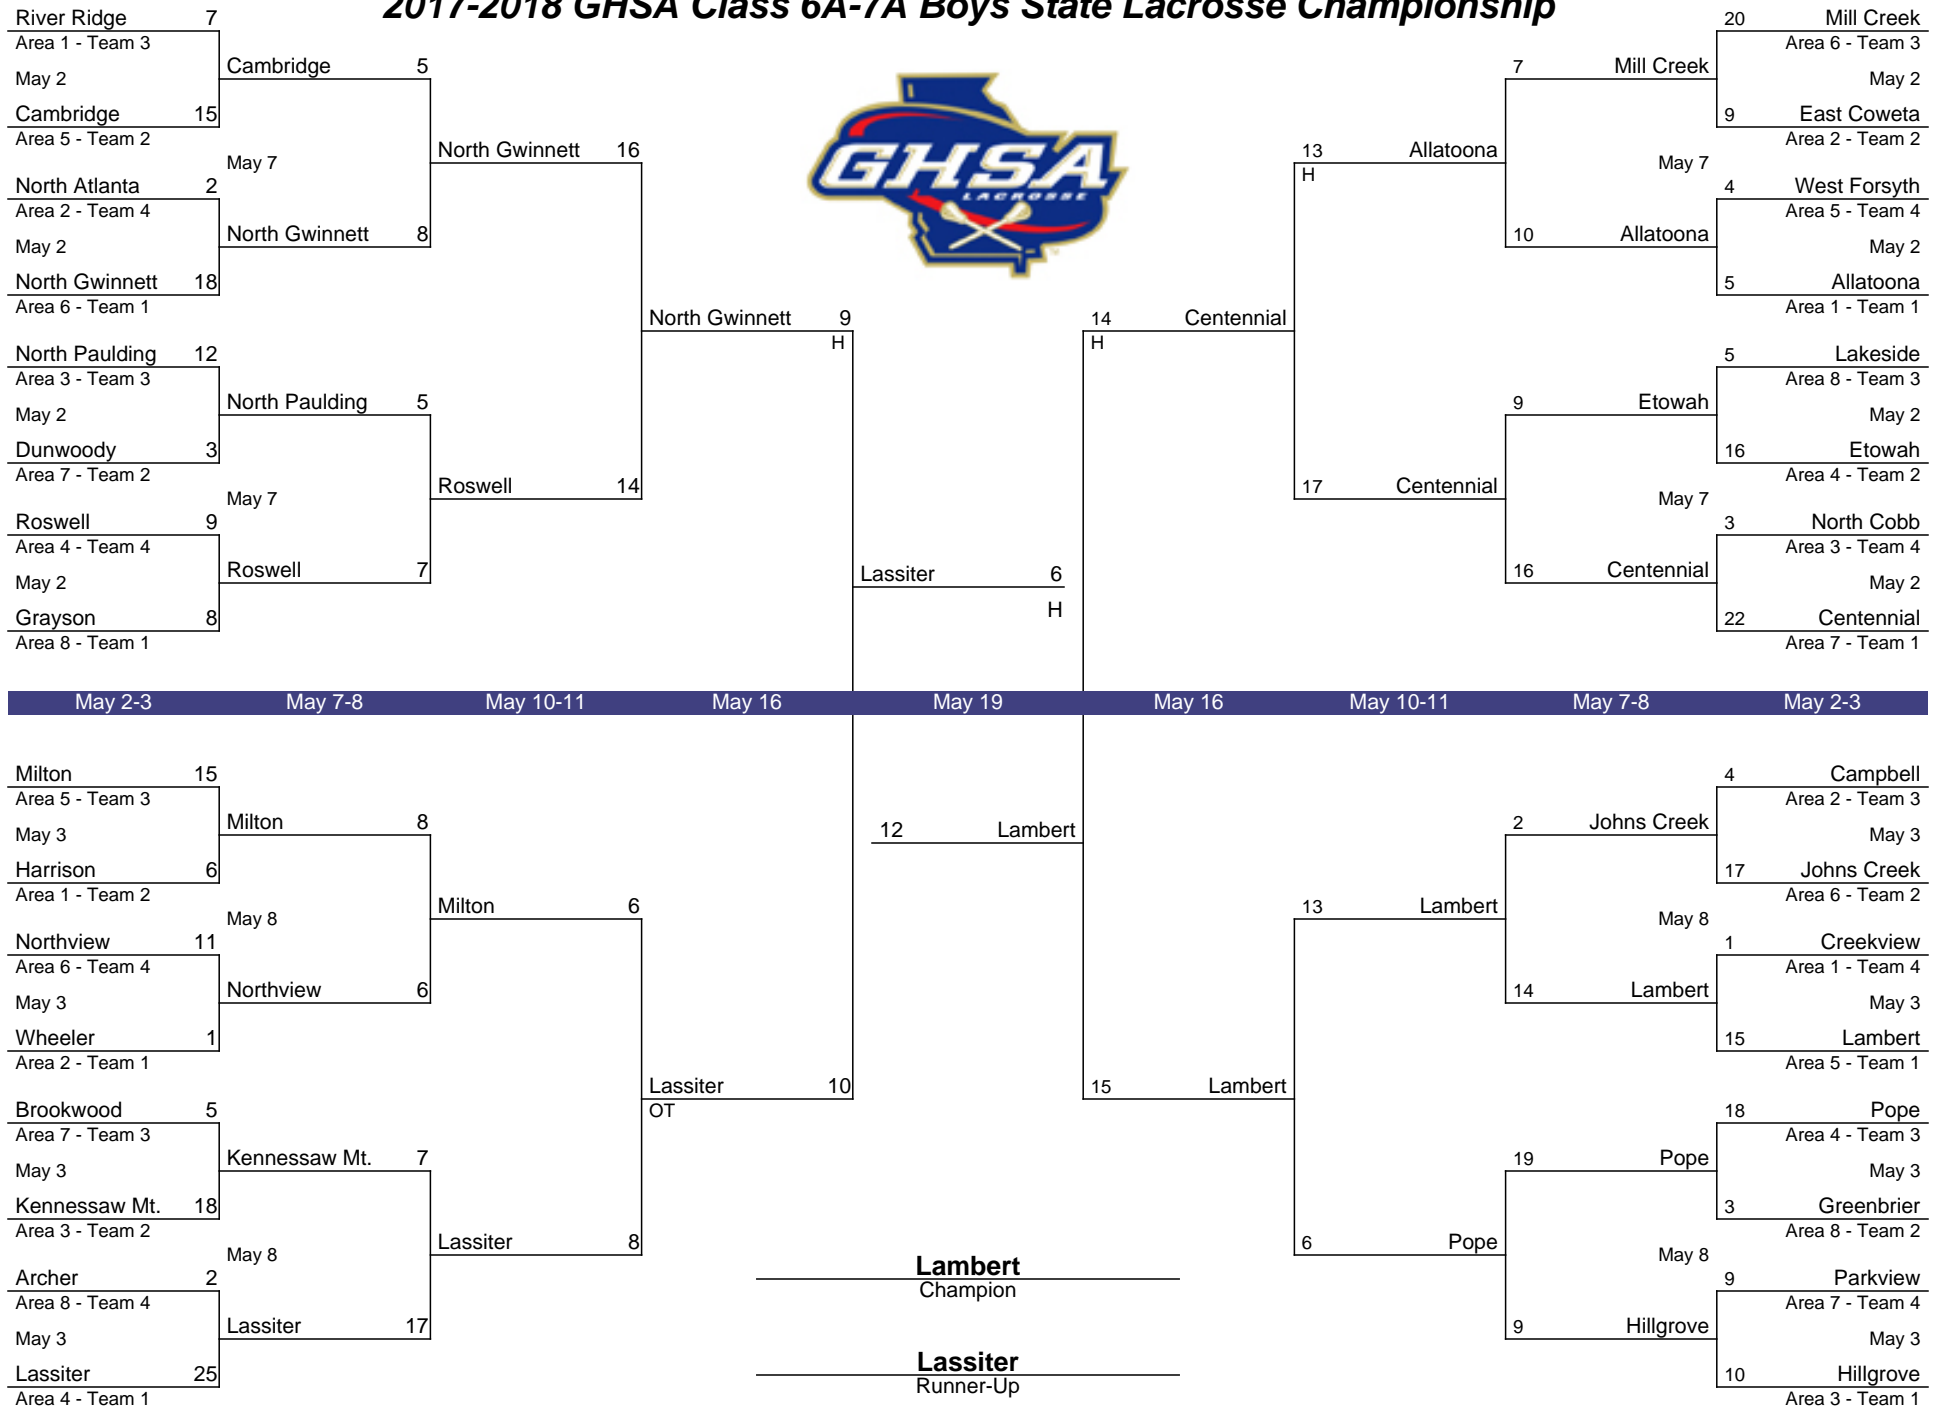 2017-2018 GHSA Class 6A-7A Boys State Lacrosse Championship
River Ridge 7
Area 1 - Team 3
May 2
Cambridge 15
Area 5 - Team 2
North Atlanta 2
Area 2 - Team 4
May 2
North Gwinnett 18
Area 6 - Team 1
North Paulding 12
Area 3 - Team 3
May 2
Dunwoody 3
Area 7 - Team 2
Roswell 9
Area 4 - Team 4
May 2
Grayson 8
Area 8 - Team 1
Cambridge 5
May 7
North Gwinnett 8
North Paulding 5
May 7
Roswell 7
North Gwinnett 16
Roswell 14
North Gwinnett 9
H
GHSA
LACROSSE
Lassiter 6
H
14 Centennial
H
13 Allatoona
H
17 Centennial
7 Mill Creek
May 7
10 Allatoona
9 Etowah
May 7
16 Centennial
20 Mill Creek
Area 6 - Team 3
May 2
9 East Coweta
Area 2 - Team 2
4 West Forsyth
Area 5 - Team 4
May 2
5 Allatoona
Area 1 - Team 1
5 Lakeside
Area 8 - Team 3
May 2
16 Etowah
Area 4 - Team 2
3 North Cobb
Area 3 - Team 4
May 2
22 Centennial
Area 7 - Team 1
May 2-3 May 7-8 May 10-11 May 16 May 19 May 16 May 10-11 May 7-8 May 2-3
Milton 15
Area 5 - Team 3
May 3
Harrison 6
Area 1 - Team 2
Northview 11
Area 6 - Team 4
May 3
Wheeler 1
Area 2 - Team 1
Brookwood 5
Area 7 - Team 3
May 3
Kennessaw Mt. 18
Area 3 - Team 2
Archer 2
Area 8 - Team 4
May 3
Lassiter 25
Area 4 - Team 1
Milton 8
May 8
Northview 6
Kennessaw Mt. 7
May 8
Lassiter 17
Milton 6
Lassiter 8
Lassiter 10
OT
12 Lambert
Lambert
Champion
Lassiter
Runner-Up
15 Lambert
13 Lambert
6 Pope
2 Johns Creek
May 8
14 Lambert
19 Pope
May 8
9 Hillgrove
4 Campbell
Area 2 - Team 3
May 3
17 Johns Creek
Area 6 - Team 2
1 Creekview
Area 1 - Team 4
May 3
15 Lambert
Area 5 - Team 1
18 Pope
Area 4 - Team 3
May 3
3 Greenbrier
Area 8 - Team 2
9 Parkview
Area 7 - Team 4
May 3
10 Hillgrove
Area 3 - Team 1